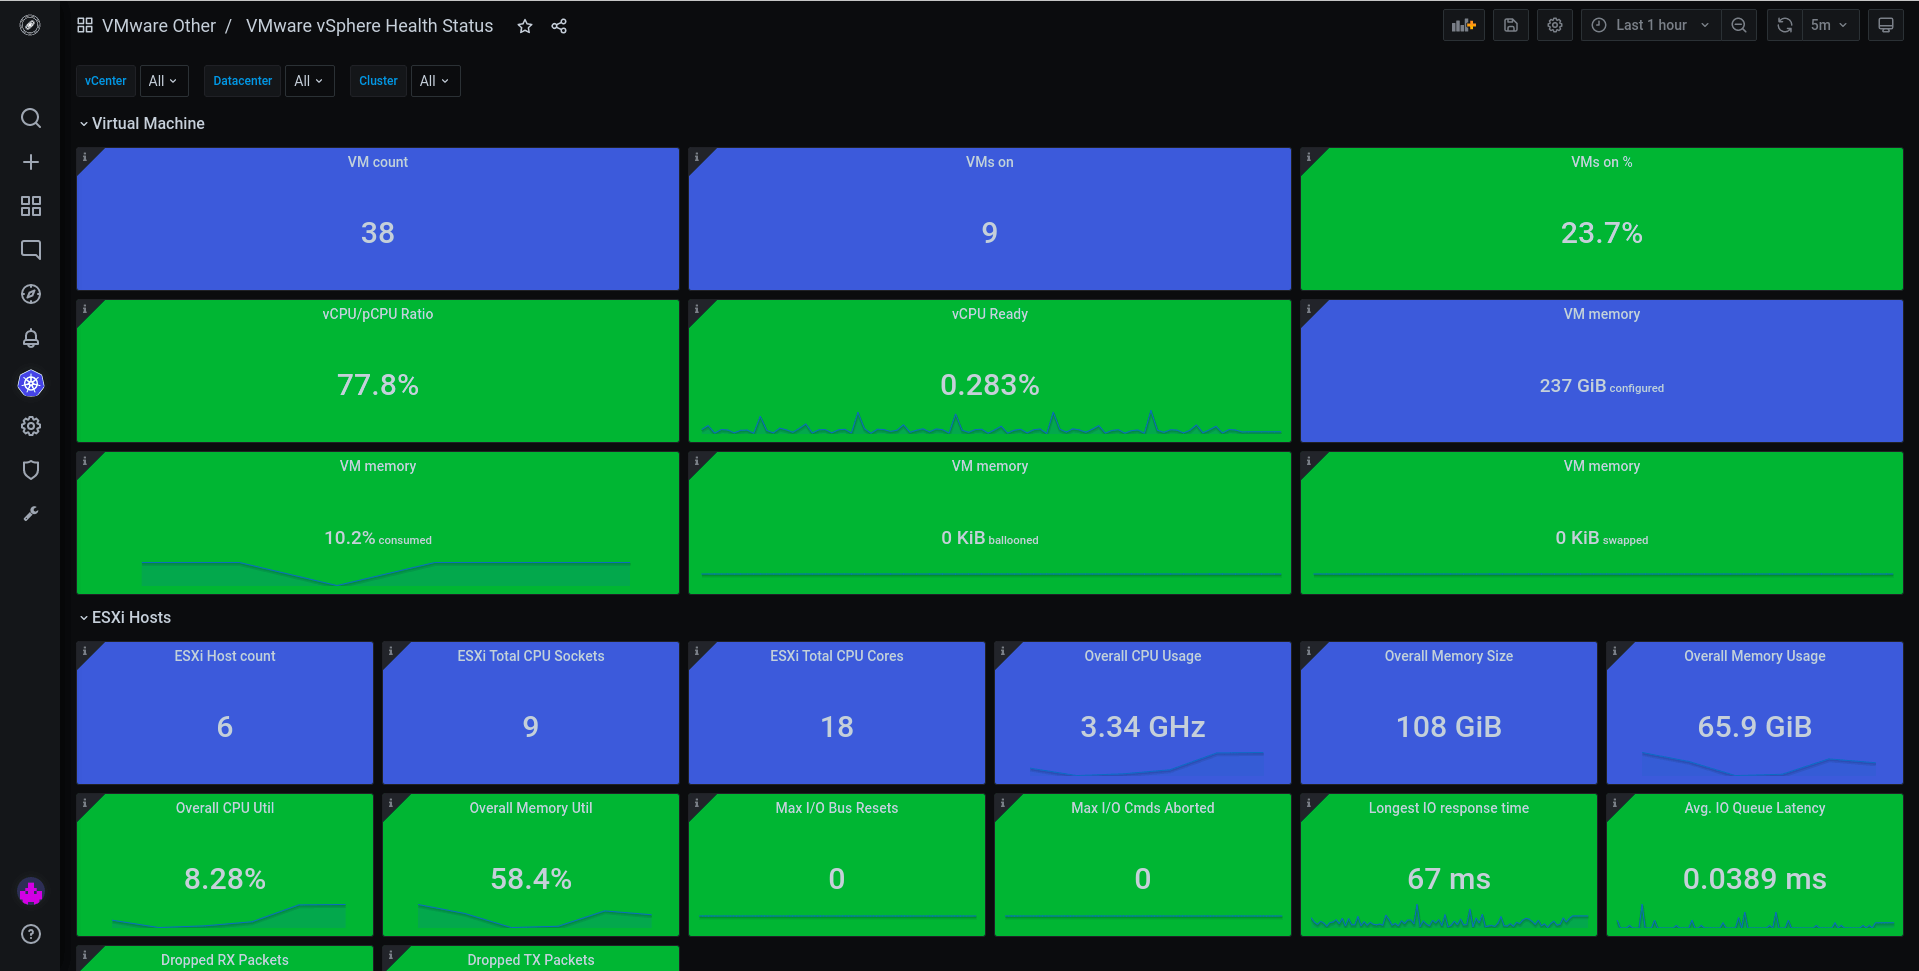 VMware Other / VMware vSphere Health Status
Last 1 hour
5m
vCenter All Datacenter All Cluster All
Virtual Machine
VM count
38
VMs on
9
VMs on %
23.7%
vCPU/pCPU Ratio
77.8%
vCPU Ready
0.283%
VM memory
237 GiB configured
VM memory
10.2% consumed
VM memory
0 KiB ballooned
VM memory
0 KiB swapped
ESXi Hosts
ESXi Host count
6
ESXi Total CPU Sockets
9
ESXi Total CPU Cores
18
Overall CPU Usage
3.34 GHz
Overall Memory Size
108 GiB
Overall Memory Usage
65.9 GiB
Overall CPU Util
8.28%
Overall Memory Util
58.4%
Max I/O Bus Resets
0
Max I/O Cmds Aborted
0
Longest IO response time
67 ms
Avg. IO Queue Latency
0.0389 ms
Dropped RX Packets
Dropped TX Packets